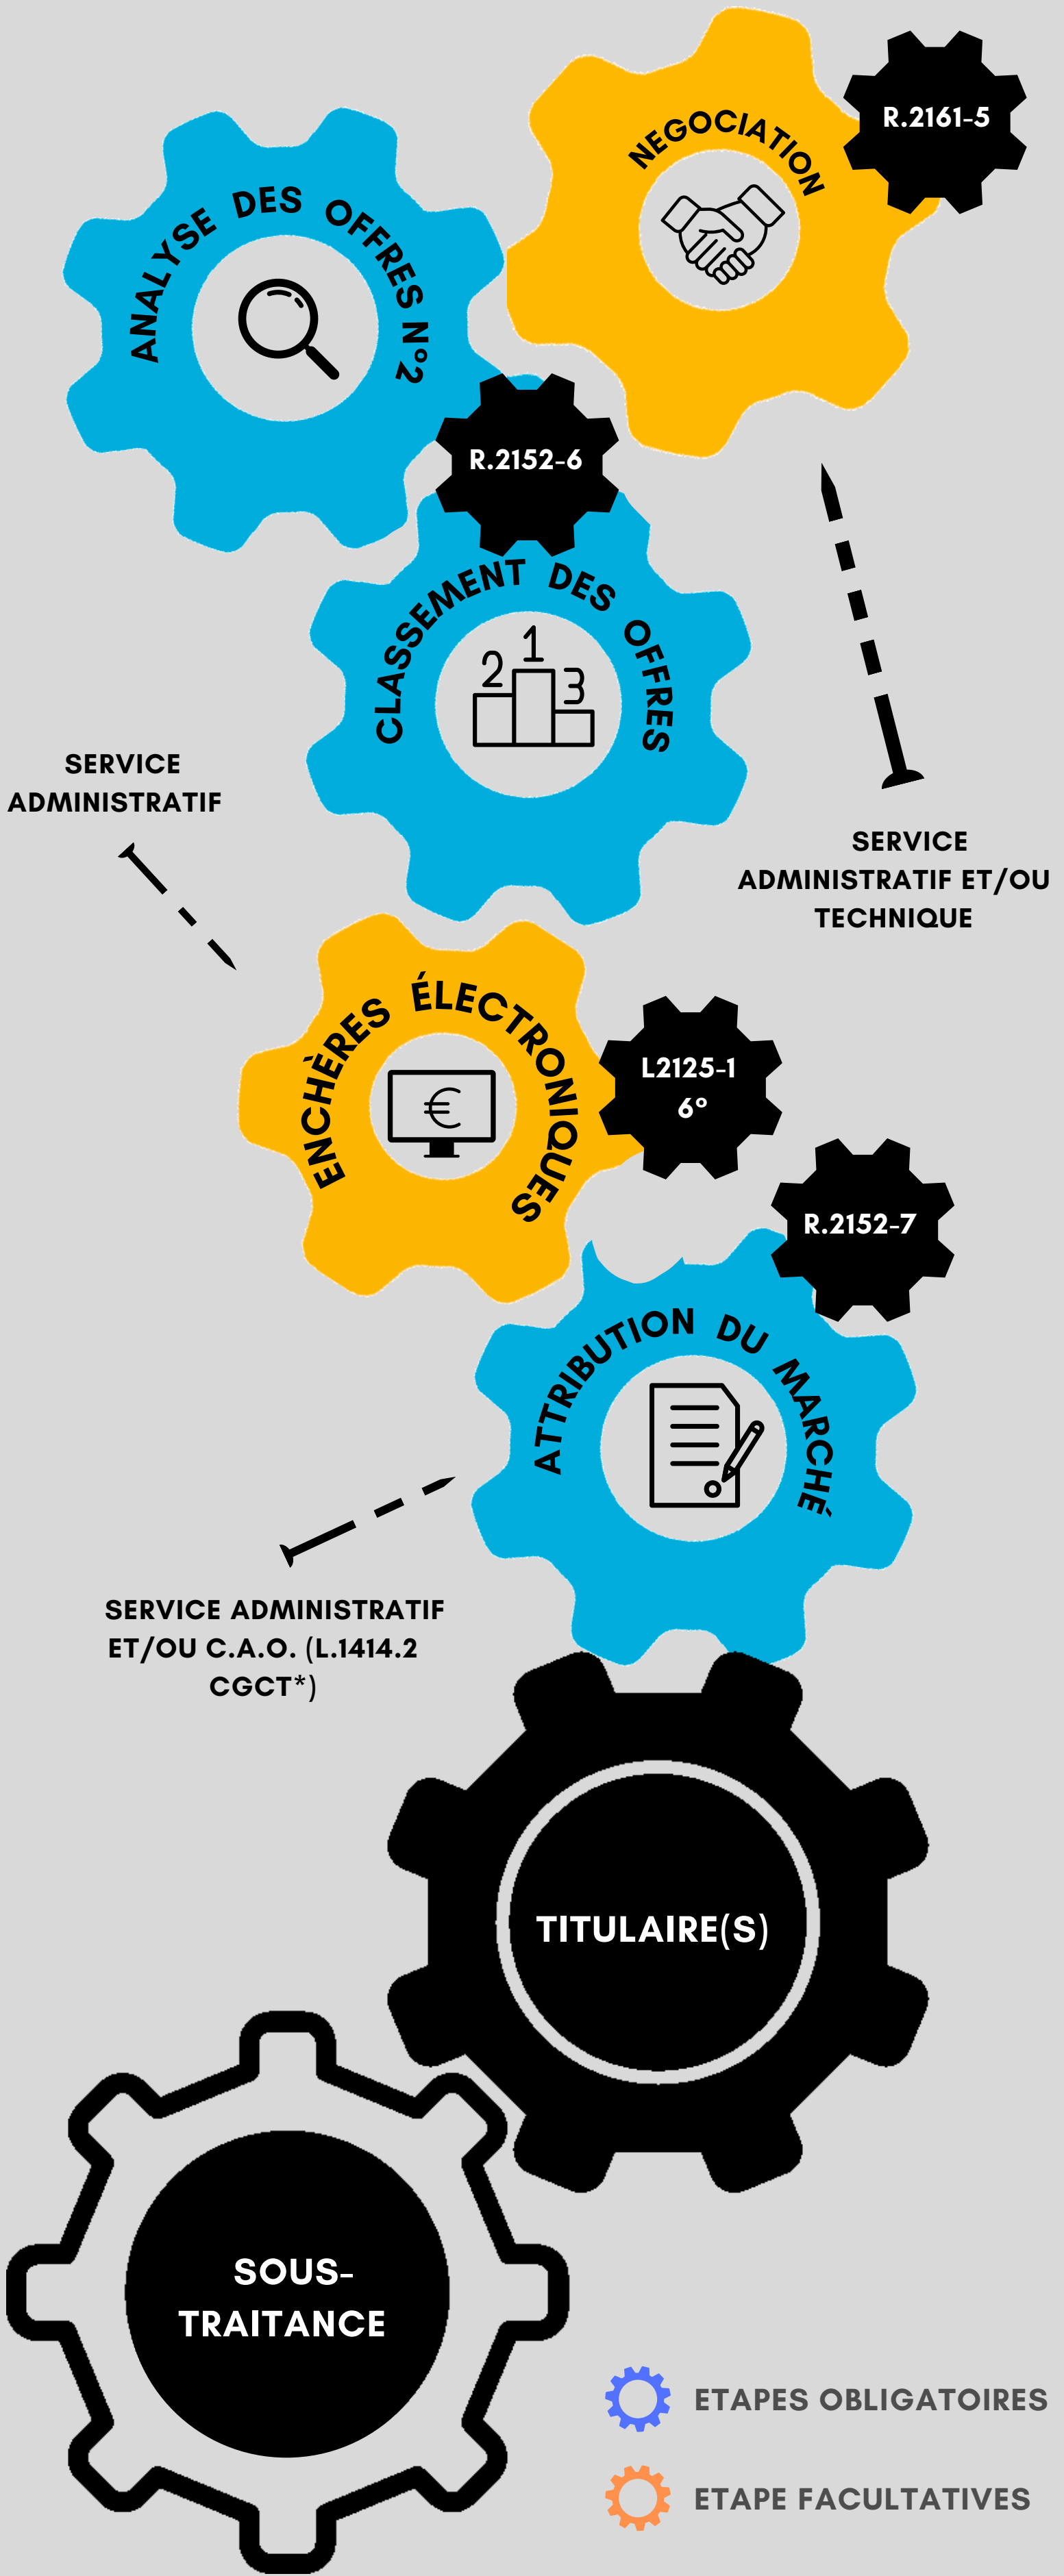 NEGOCIATION
R.2161-5
ANALYSE DES OFFRES N°2
R.2152-6
CLASSEMENT DES OFFRES
2 1 3
SERVICE
ADMINISTRATIF
SERVICE
ADMINISTRATIF ET/OU
TECHNIQUE
ENCHÈRES ÉLECTRONIQUES
€
L2125-1
6°
R.2152-7
ATTRIBUTION DU MARCHÉ
SERVICE ADMINISTRATIF
ET/OU C.A.O. (L.1414.2
CGCT*)
TITULAIRE(S)
SOUS-
TRAITANCE
ETAPES OBLIGATOIRES
ETAPE FACULTATIVES